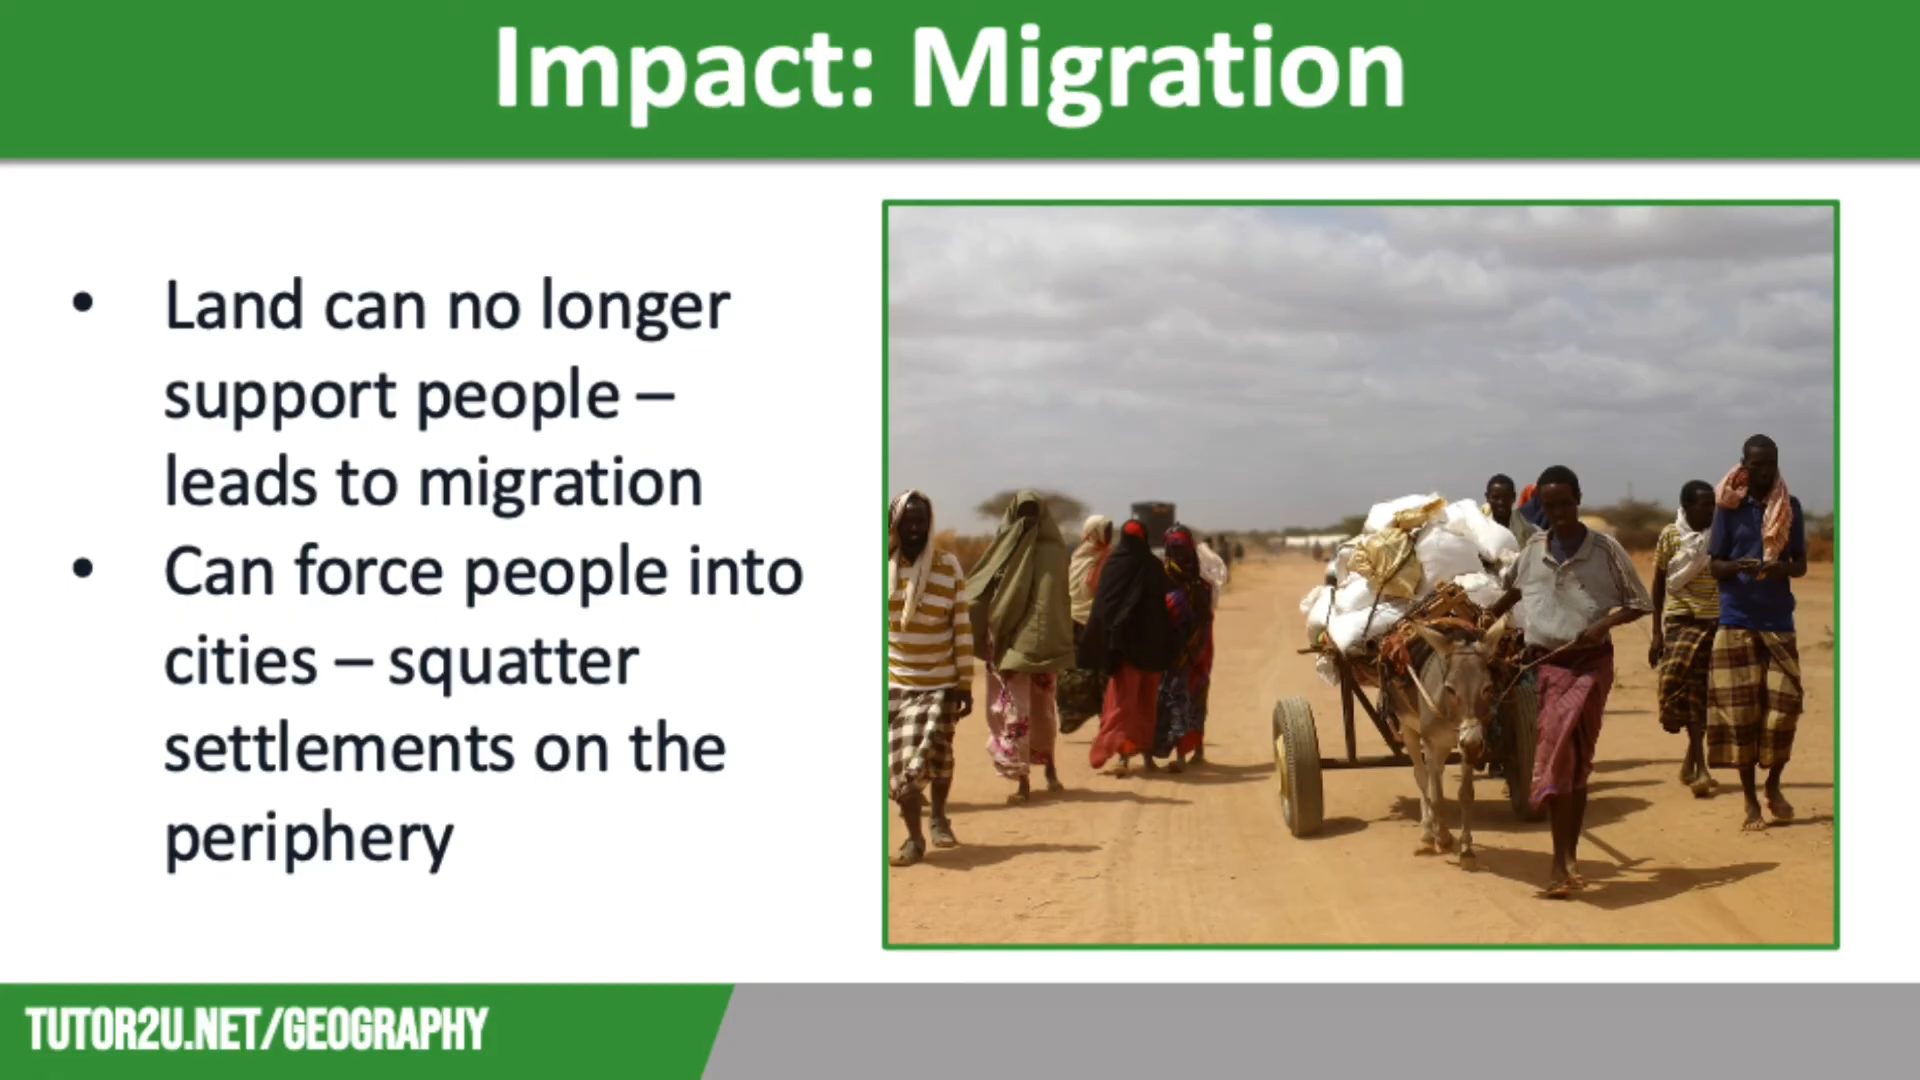 Impact: Migration
• Land can no longer
support people –
leads to migration
• Can force people into
cities – squatter
settlements on the
periphery
TUTOR2U.NET/GEOGRAPHY